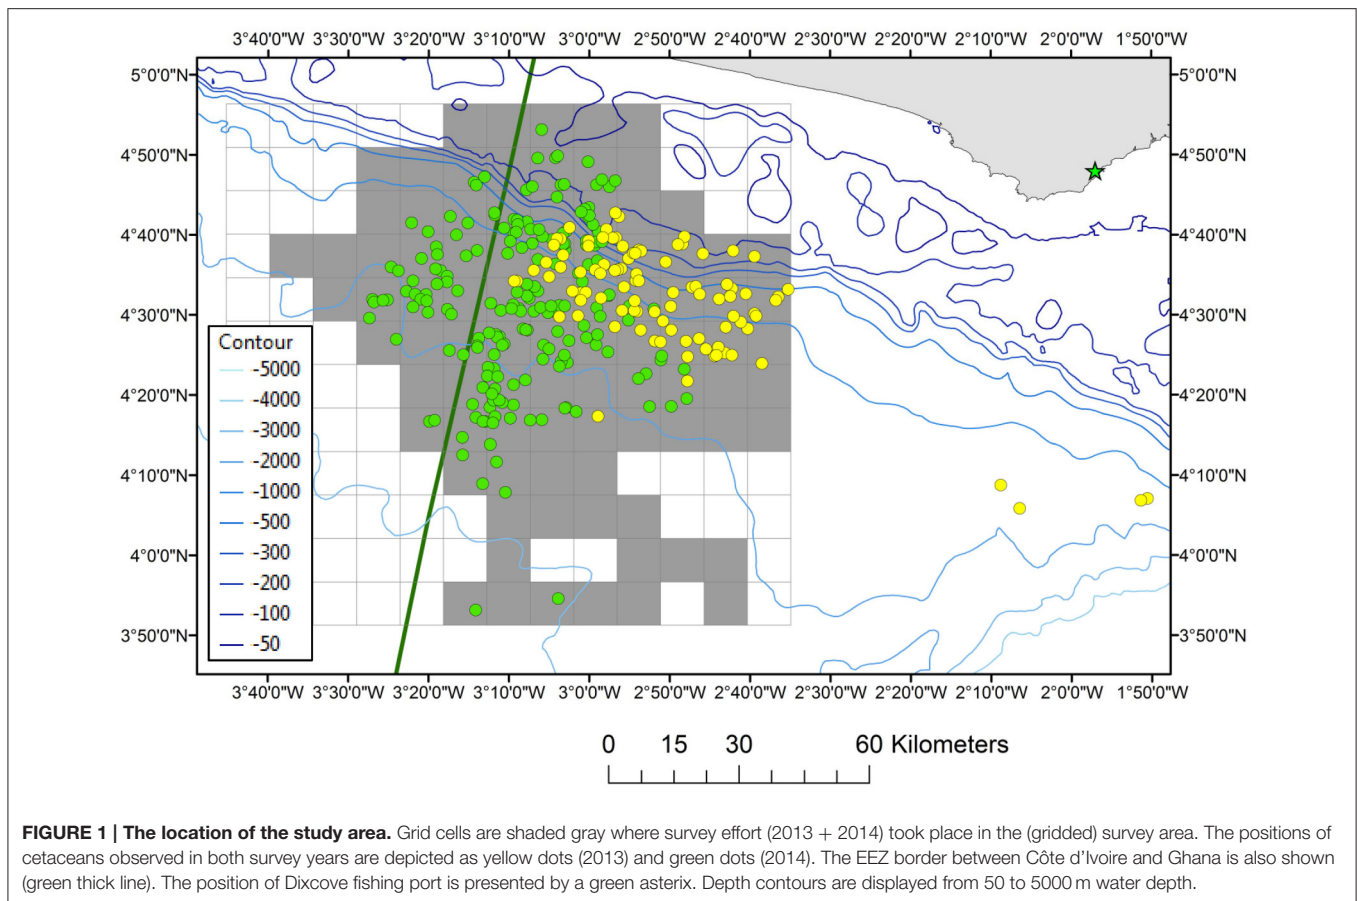 3°40'0"W 3°30'0"W 3°20'0"W 3°10'0"W 3°0'0"W 2°50'0"W 2°40'0"W 2°30'0"W 2°20'0"W 2°10'0"W 2°0'0"W 1°50'0"W
5°0'0"N 5°0'0"N
4°50'0"N 4°50'0"N
4°40'0"N 4°40'0"N
4°30'0"N 4°30'0"N
Contour
-5000
-4000
-3000
-2000
-1000
-500
-300
-200
-100
-50
4°20'0"N 4°20'0"N
4°10'0"N 4°10'0"N
4°0'0"N 4°0'0"N
3°50'0"N 3°50'0"N
3°40'0"W 3°30'0"W 3°20'0"W 3°10'0"W 3°0'0"W 2°50'0"W 2°40'0"W 2°30'0"W 2°20'0"W 2°10'0"W 2°0'0"W 1°50'0"W
0 15 30 60 Kilometers
FIGURE 1 | The location of the study area. Grid cells are shaded gray where survey effort (2013 + 2014) took place in the (gridded) survey area. The positions of
cetaceans observed in both survey years are depicted as yellow dots (2013) and green dots (2014). The EEZ border between Côte d'Ivoire and Ghana is also shown
(green thick line). The position of Dixcove fishing port is presented by a green asterix. Depth contours are displayed from 50 to 5000 m water depth.